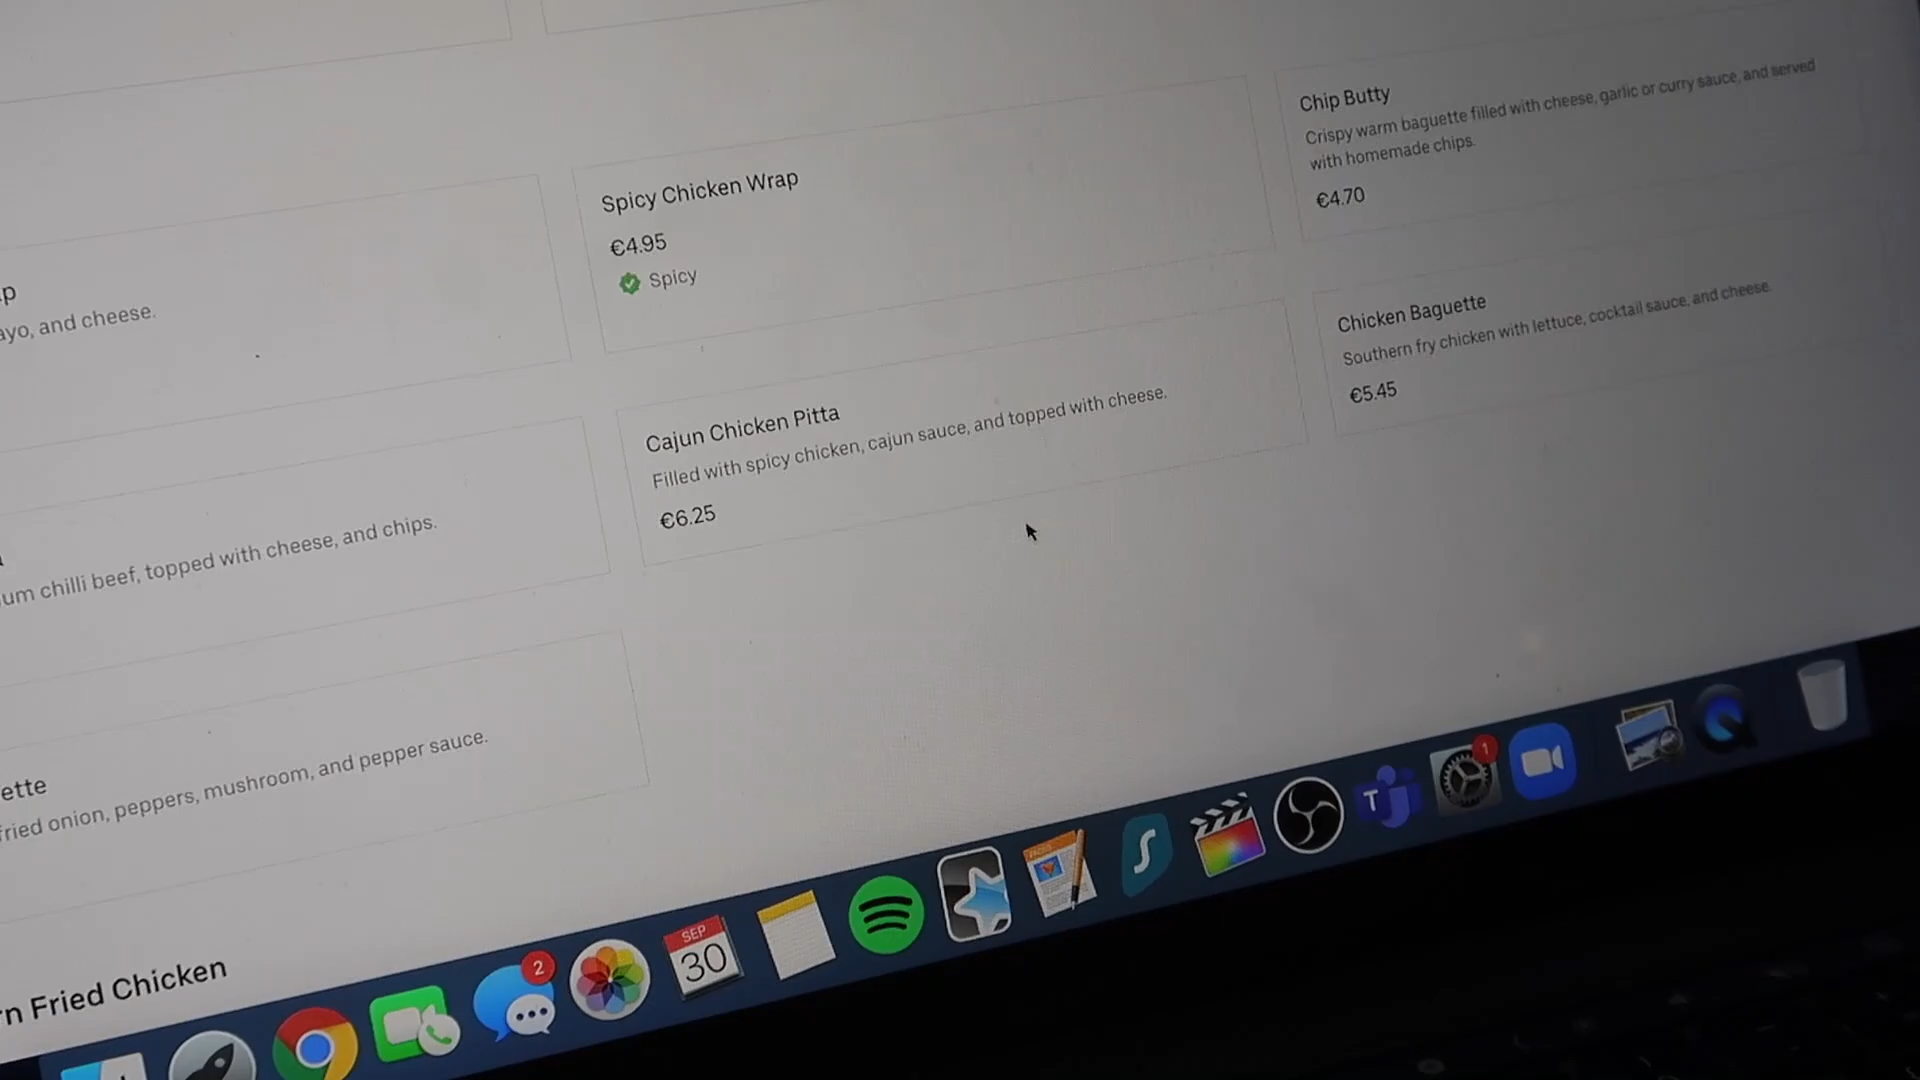 Chip Butty
Crispy warm baguette filled with cheese, garlic or curry sauce, and served
with homemade chips.
€4.70
Spicy Chicken Wrap
€4.95
Spicy
ayo, and cheese.
Chicken Baguette
Southern fry chicken with lettuce, cocktail sauce, and cheese.
€5.45
Cajun Chicken Pitta
Filled with spicy chicken, cajun sauce, and topped with cheese.
€6.25
um chilli beef, topped with cheese, and chips.
ette
fried onion, peppers, mushroom, and pepper sauce.
rn Fried Chicken
2
SEP
30
T
1